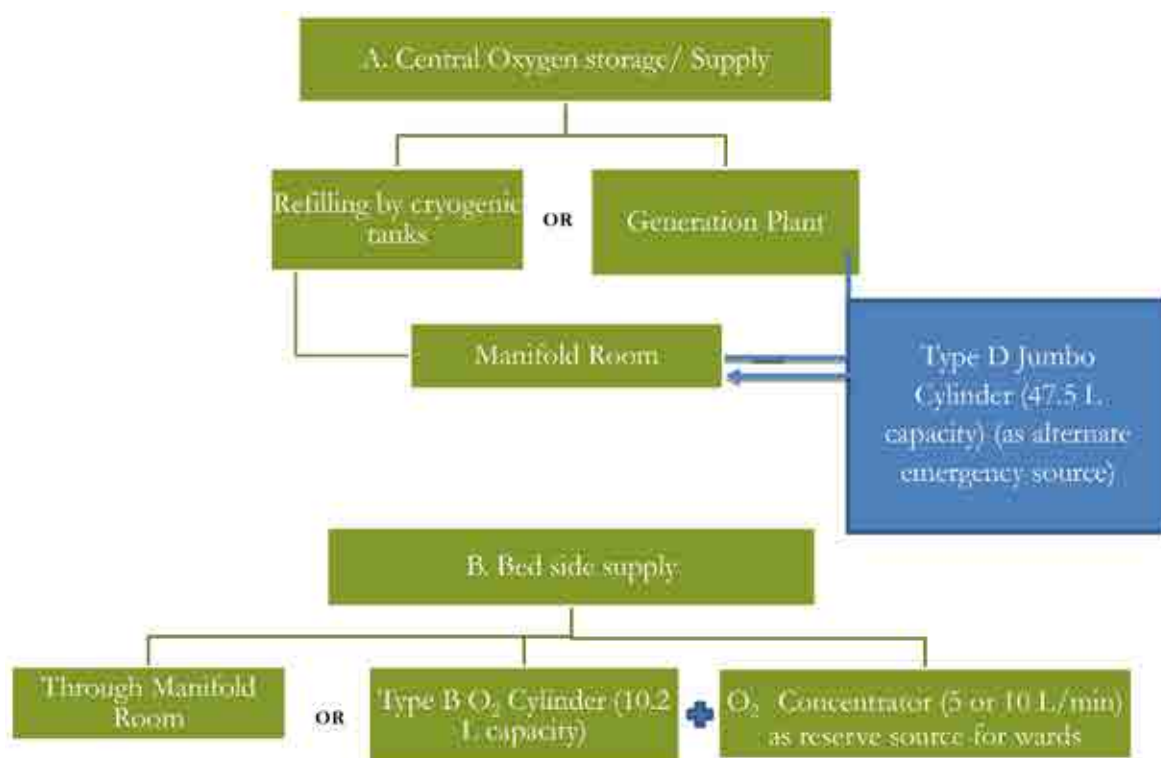 A. Central Oxygen storage/ Supply
Refilling by cryogenic
tanks
OR
Generation Plant
Manifold Room
Type D Jumbo
Cylinder (47.5 L
capacity) (as alternate
emergency source)
B. Bed side supply
Through Manifold
Room
OR
Type B O₂ Cylinder (10.2
L capacity)
O₂ Concentrator (5 or 10 L/min)
as reserve source for wards